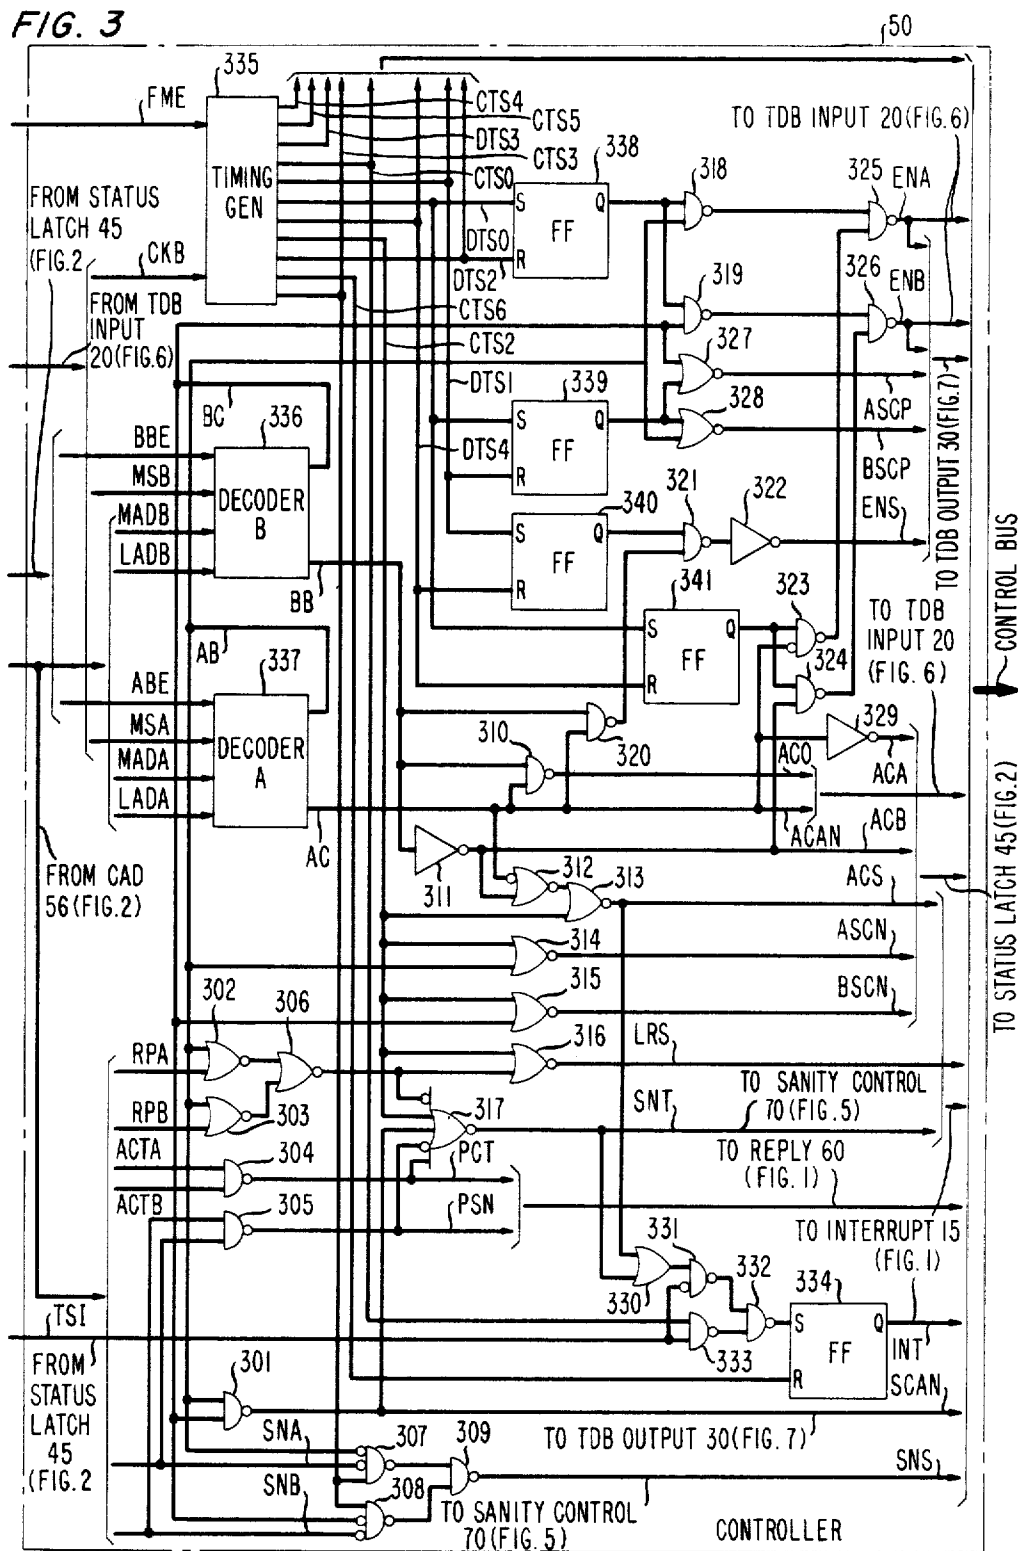 FIG. 3
50
335
FME
CTS4
CTS5
DTS3
CTS3
CTS0
338
318
TO TDB INPUT 20(FIG.6)
325
ENA
TIMING
GEN
FROM STATUS
LATCH 45
(FIG.2
CKB
FROM TDB
INPUT
20(FIG.6)
S
Q
FF
R
DTS0
DTS2
CTS6
CTS2
DTS1
DTS4
319
326
ENB
327
ASCP
328
BSCP
BC
336
339
BBE
MSB
MADB
LADB
DECODER
B
S
Q
FF
R
321
322
ENS
TO TDB OUTPUT 30(FIG.7)
340
S
Q
FF
R
BB
341
323
TO TDB
INPUT 20
(FIG. 6)
CONTROL BUS
AB
337
S
Q
FF
R
324
ABE
MSA
MADA
LADA
DECODER
A
310
320
329
ACO
ACA
ACAN
ACB
AC
311
312
313
ACS
FROM CAD
56(FIG.2)
314
ASCN
315
BSCN
TO STATUS LATCH 45(FIG.2)
302
306
316
LRS
RPA
RPB
303
317
SNT
TO SANITY CONTROL
70(FIG.5)
ACTA
304
PCT
TO REPLY 60
(FIG. 1)
ACTB
305
PSN
TO INTERRUPT 15
(FIG. 1)
331
332
334
330
TSI
333
S
Q
FF
R
INT
FROM
STATUS
LATCH
45
(FIG.2
301
SCAN
TO TDB OUTPUT 30(FIG.7)
SNA
307
309
SNS
SNB
308
TO SANITY CONTROL
70(FIG.5)
CONTROLLER